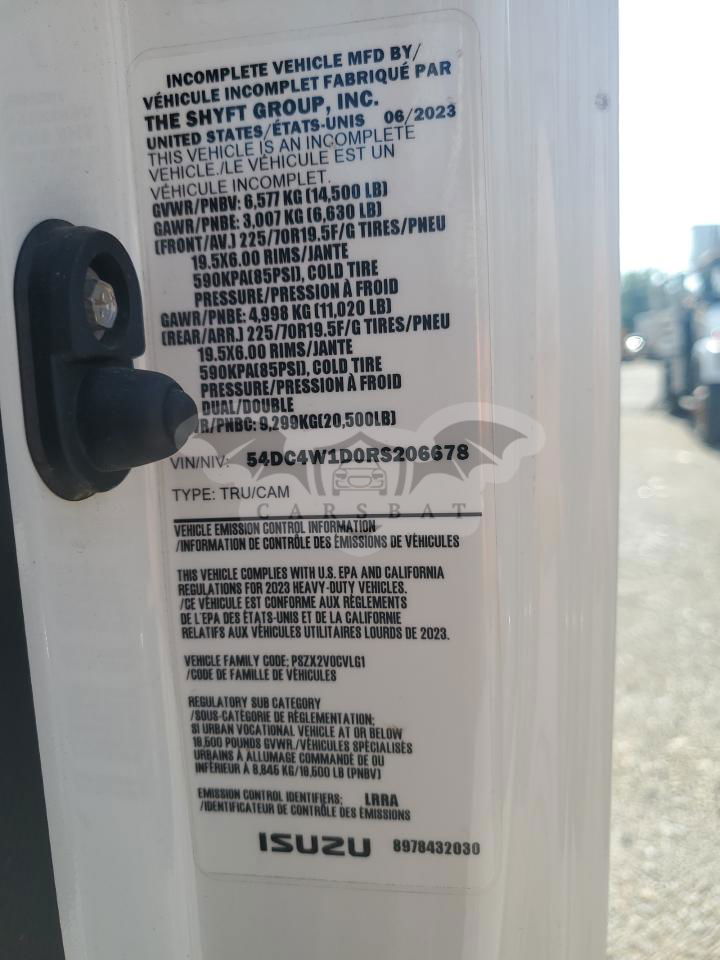 INCOMPLETE VEHICLE MFD BY/
VÉHICULE INCOMPLET FABRIQUÉ PAR
THE SHYFT GROUP, INC.
UNITED STATES/ÉTATS-UNIS 06/2023
THIS VEHICLE IS AN INCOMPLETE
VEHICLE./LE VÉHICULE EST UN
VÉHICULE INCOMPLET.
GVWR/PNBV: 6,577 KG (14,500 LB)
GAWR/PNBE: 3,007 KG (6,630 LB)
(FRONT/AV.) 225/70R19.5F/G TIRES/PNEU
19.5X6.00 RIMS/JANTE
590KPA(85PSI), COLD TIRE
PRESSURE/PRESSION À FROID
GAWR/PNBE: 4,998 KG (11,020 LB)
(REAR/ARR.) 225/70R19.5F/G TIRES/PNEU
19.5X6.00 RIMS/JANTE
590KPA(85PSI), COLD TIRE
PRESSURE/PRESSION À FROID
DUAL/DOUBLE
R/PNBC: 9,299KG(20,500LB)
VIN/NIV: 54DC4W1D0RS206678
TYPE: TRU/CAM
CARSBAT
VEHICLE EMISSION CONTROL INFORMATION
/INFORMATION DE CONTRÔLE DES ÉMISSIONS DE VÉHICULES
THIS VEHICLE COMPLIES WITH U.S. EPA AND CALIFORNIA
REGULATIONS FOR 2023 HEAVY-DUTY VEHICLES.
/CE VÉHICULE EST CONFORME AUX RÈGLEMENTS
DE L'EPA DES ÉTATS-UNIS ET DE LA CALIFORNIE
RELATIFS AUX VÉHICULES UTILITAIRES LOURDS DE 2023.
VEHICLE FAMILY CODE: PSZX2VOCVLG1
/CODE DE FAMILLE DE VÉHICULES
REGULATORY SUB CATEGORY
/SOUS-CATÉGORIE DE RÉGLEMENTATION:
SI URBAN VOCATIONAL VEHICLE AT OR BELOW
19,500 POUNDS GVWR./VÉHICULES SPÉCIALISÉS
URBAINS À ALLUMAGE COMMANDÉ DE OU
INFÉRIEUR À 8,845 KG/19,500 LB (PNBV)
EMISSION CONTROL IDENTIFIERS: LRRA
/IDENTIFICATEUR DE CONTRÔLE DES ÉMISSIONS
ISUZU 8978432030